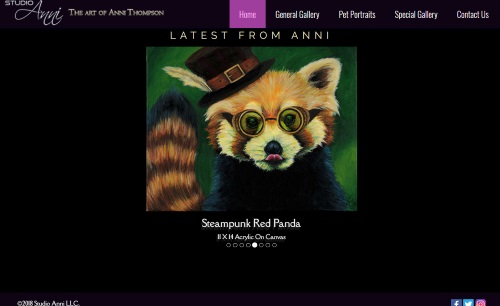 STUDIO
Anni THE ART OF ANNI THOMPSON
Home General Gallery Pet Portraits Special Gallery Contact Us
LATEST FROM ANNI
Steampunk Red Panda
11 X 14 Acrylic On Canvas
©2018 Studio Anni LLC.